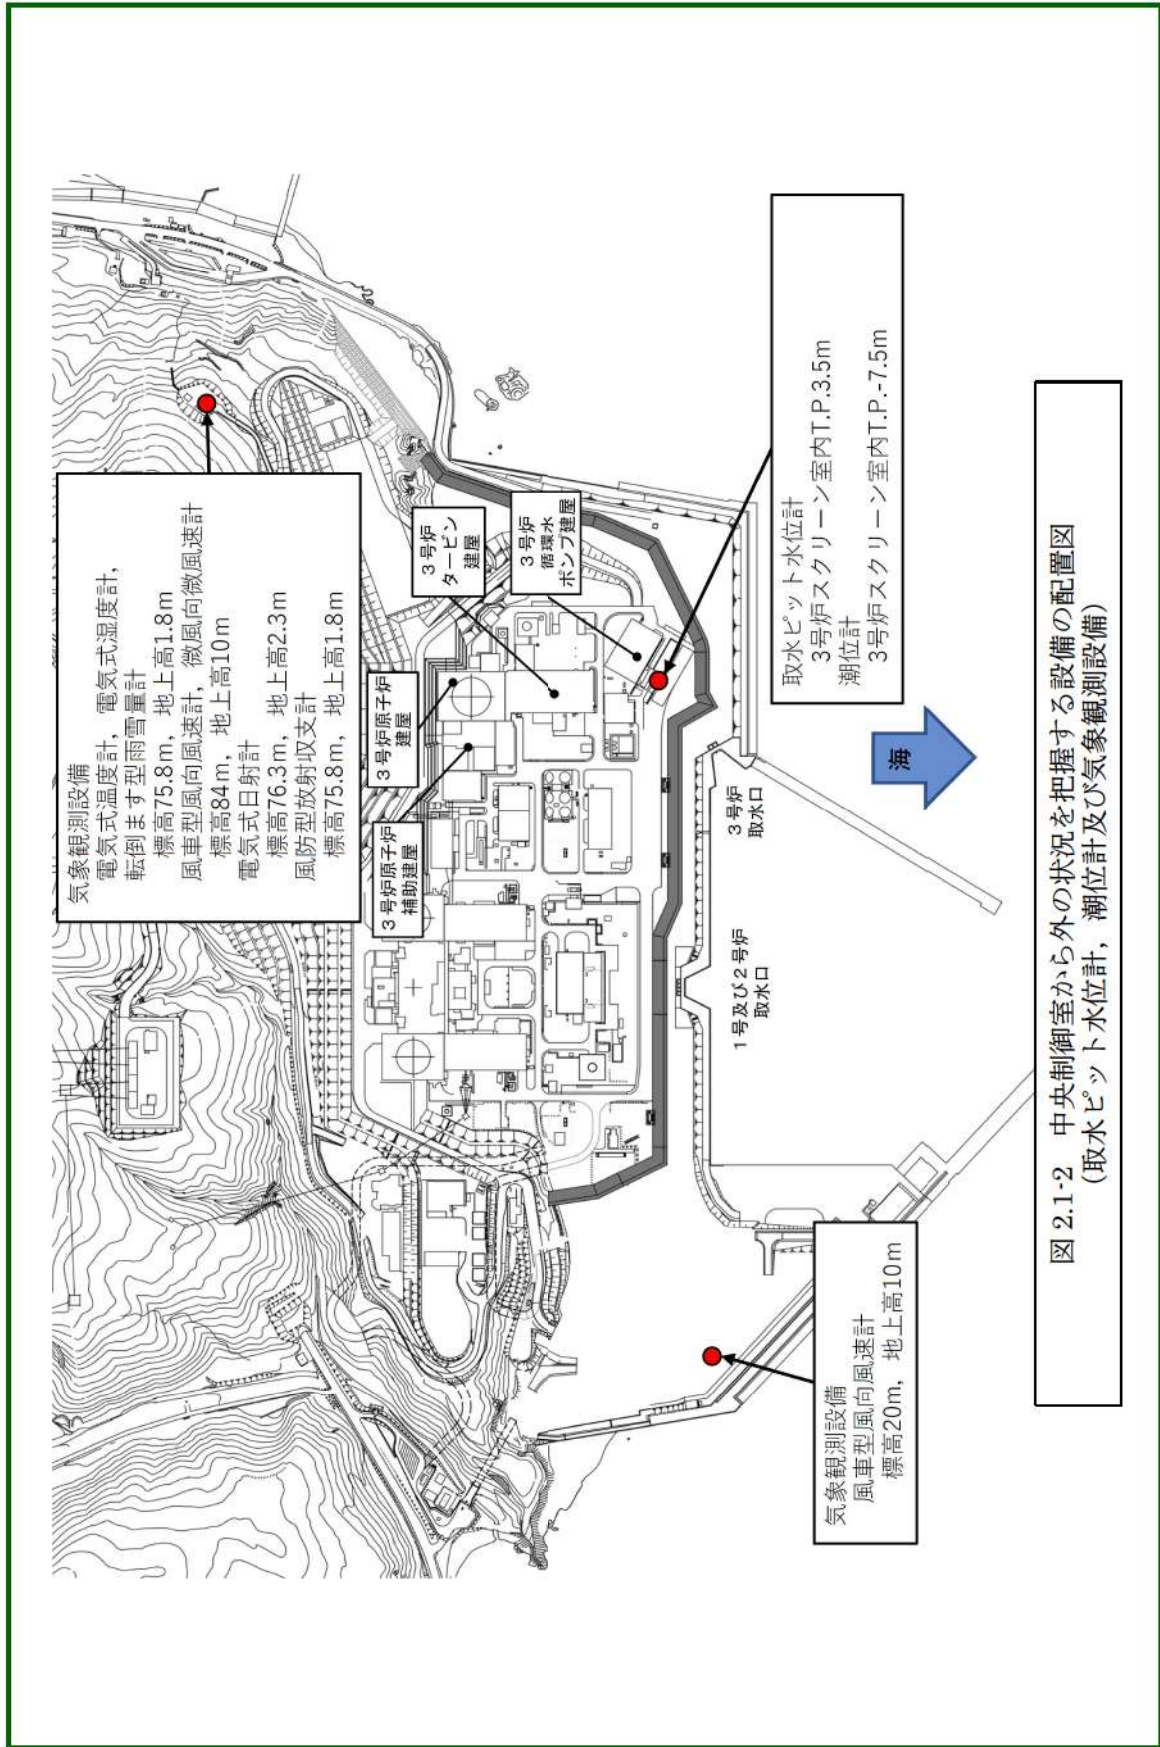 気象観測設備
電気式温度計，電気式湿度計，
転倒ます型雨雪量計
標高75.8m，地上高1.8m
風車型風向風速計，微風向微風速計
標高84m，地上高10m
電気式日射計
標高76.3m，地上高2.3m
風防型放射収支計
標高75.8m，地上高1.8m
3号炉原子炉
補助建屋
3号炉原子炉
建屋
3号炉
タービン
建屋
3号炉
循環水
ポンプ建屋
1号及び2号炉
取水口
3号炉
取水口
海
取水ピット水位計
3号炉スクリーン室内T.P.3.5m
潮位計
3号炉スクリーン室内T.P.-7.5m
気象観測設備
風車型風向風速計
標高20m，地上高10m
図 2.1-2　中央制御室から外の状況を把握する設備の配置図
(取水ピット水位計，潮位計及び気象観測設備)